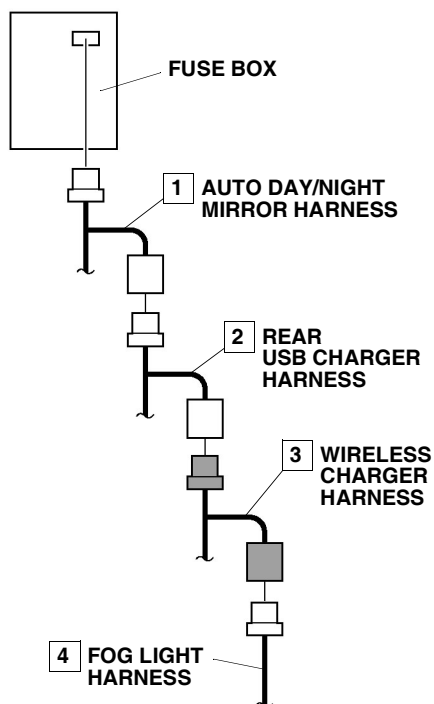 FUSE BOX
1 AUTO DAY/NIGHT
MIRROR HARNESS
2 REAR
USB CHARGER
HARNESS
3 WIRELESS
CHARGER
HARNESS
4 FOG LIGHT
HARNESS